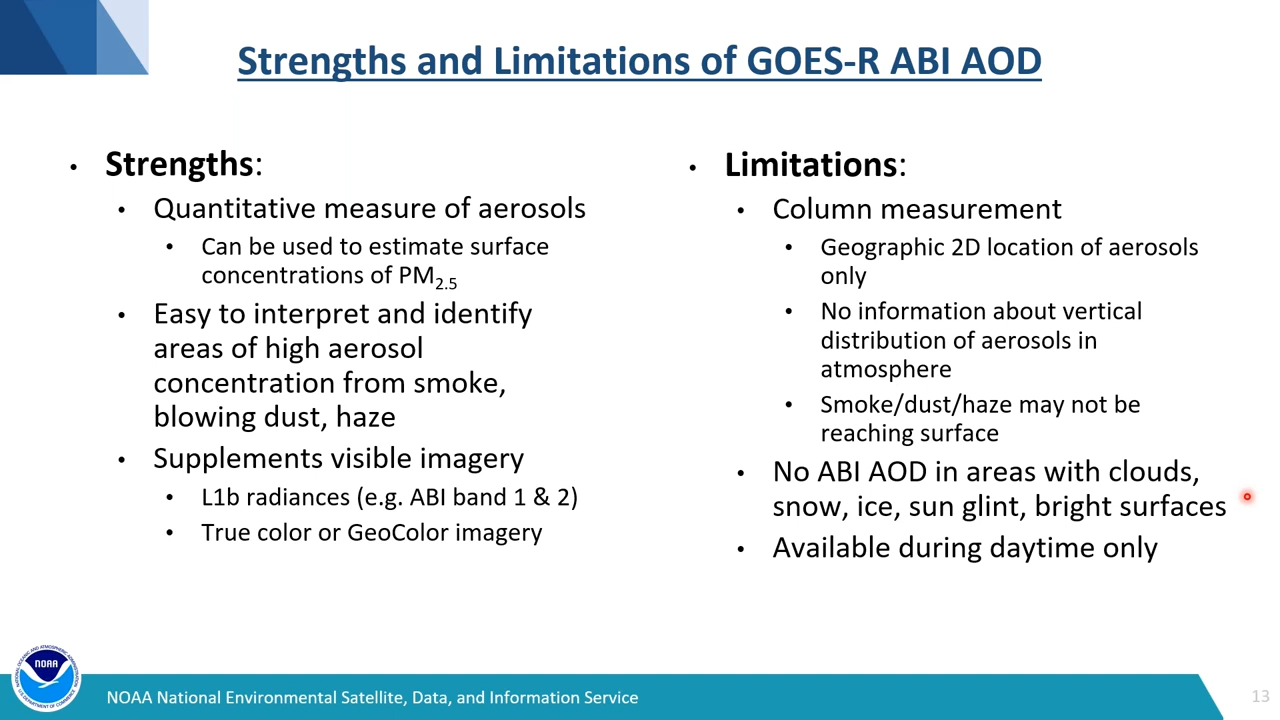 Strengths and Limitations of GOES-R ABI AOD
• Strengths:
• Quantitative measure of aerosols
• Can be used to estimate surface
concentrations of PM2.5
• Easy to interpret and identify
areas of high aerosol
concentration from smoke,
blowing dust, haze
• Supplements visible imagery
• L1b radiances (e.g. ABI band 1 & 2)
• True color or GeoColor imagery
• Limitations:
• Column measurement
• Geographic 2D location of aerosols
only
• No information about vertical
distribution of aerosols in
atmosphere
• Smoke/dust/haze may not be
reaching surface
• No ABI AOD in areas with clouds,
snow, ice, sun glint, bright surfaces
• Available during daytime only
NOAA
NOAA National Environmental Satellite, Data, and Information Service
13